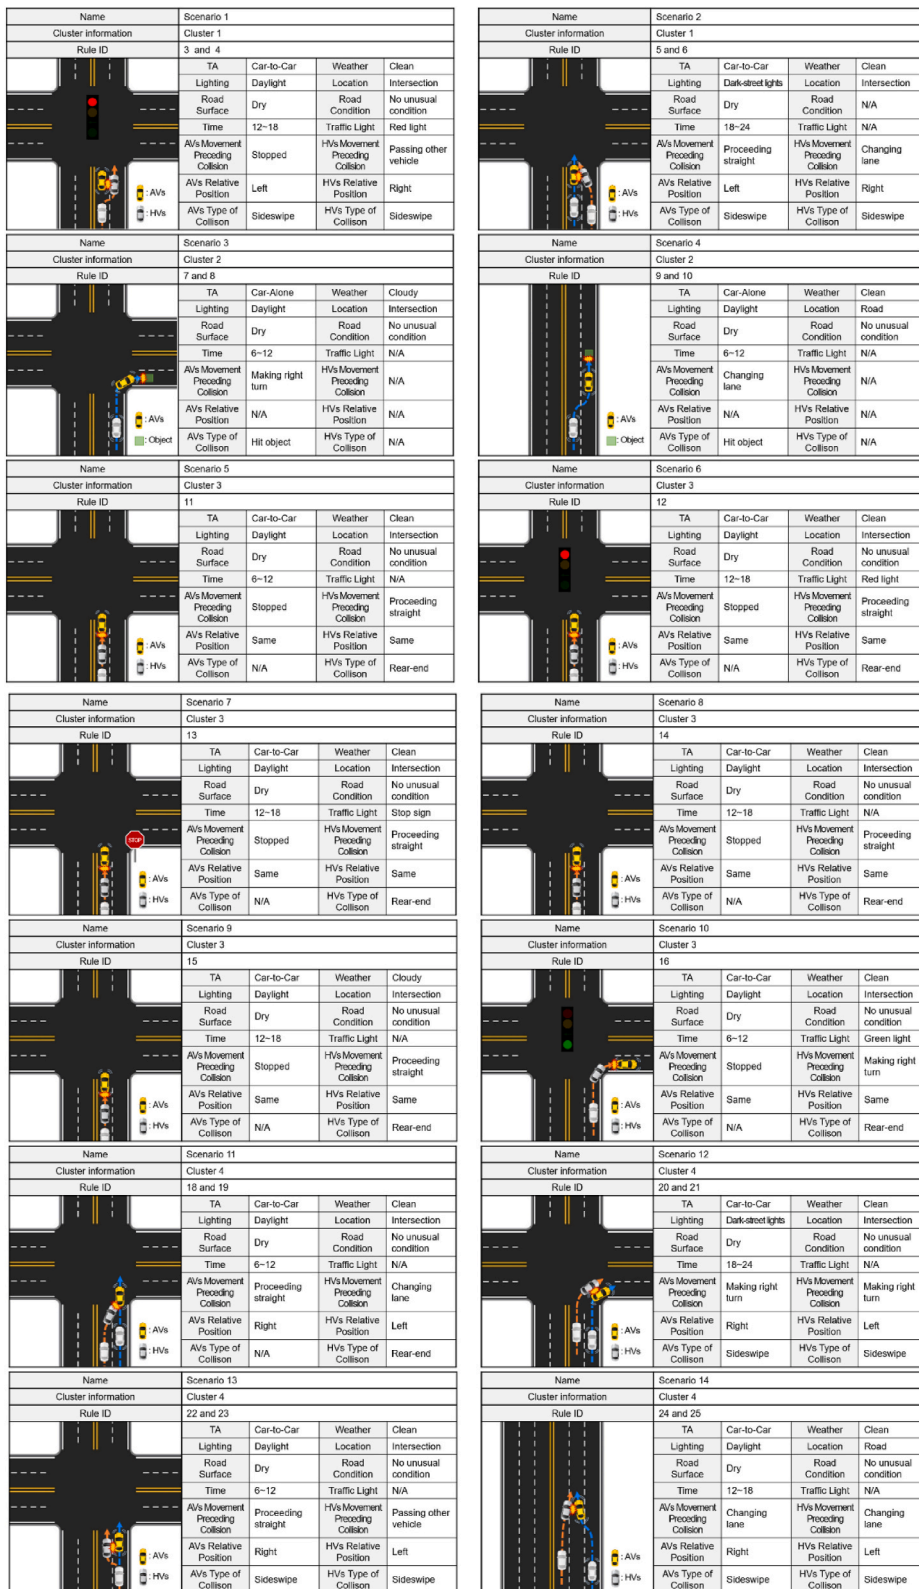 Name Scenario 1
Cluster information Cluster 1
Rule ID 3 and 4
TA Car-to-Car Weather Clean
Lighting Daylight Location Intersection
Road Surface Dry Road Condition No unusual condition
Time 12~18 Traffic Light Red light
AVs Movement Preceding Collision Stopped HVs Movement Preceding Collision Passing other vehicle
AVs Relative Position Left HVs Relative Position Right
AVs Type of Collison Sideswipe HVs Type of Collison Sideswipe
: AVs
: HVs
Name Scenario 2
Cluster information Cluster 1
Rule ID 5 and 6
TA Car-to-Car Weather Clean
Lighting Dark-street lights Location Intersection
Road Surface Dry Road Condition N/A
Time 18~24 Traffic Light N/A
AVs Movement Preceding Collision Proceeding straight HVs Movement Preceding Collision Changing lane
AVs Relative Position Left HVs Relative Position Right
AVs Type of Collison Sideswipe HVs Type of Collison Sideswipe
: AVs
: HVs
Name Scenario 3
Cluster information Cluster 2
Rule ID 7 and 8
TA Car-Alone Weather Cloudy
Lighting Daylight Location Intersection
Road Surface Dry Road Condition No unusual condition
Time 6~12 Traffic Light N/A
AVs Movement Preceding Collision Making right turn HVs Movement Preceding Collision N/A
AVs Relative Position N/A HVs Relative Position N/A
AVs Type of Collison Hit object HVs Type of Collison N/A
: AVs
: Object
Name Scenario 4
Cluster information Cluster 2
Rule ID 9 and 10
TA Car-Alone Weather Clean
Lighting Daylight Location Road
Road Surface Dry Road Condition No unusual condition
Time 6~12 Traffic Light N/A
AVs Movement Preceding Collision Changing lane HVs Movement Preceding Collision N/A
AVs Relative Position N/A HVs Relative Position N/A
AVs Type of Collison Hit object HVs Type of Collison N/A
: AVs
: Object
Name Scenario 5
Cluster information Cluster 3
Rule ID 11
TA Car-to-Car Weather Clean
Lighting Daylight Location Intersection
Road Surface Dry Road Condition No unusual condition
Time 6~12 Traffic Light N/A
AVs Movement Preceding Collision Stopped HVs Movement Preceding Collision Proceeding straight
AVs Relative Position Same HVs Relative Position Same
AVs Type of Collison N/A HVs Type of Collison Rear-end
: AVs
: HVs
Name Scenario 6
Cluster information Cluster 3
Rule ID 12
TA Car-to-Car Weather Clean
Lighting Daylight Location Intersection
Road Surface Dry Road Condition No unusual condition
Time 12~18 Traffic Light Red light
AVs Movement Preceding Collision Stopped HVs Movement Preceding Collision Proceeding straight
AVs Relative Position Same HVs Relative Position Same
AVs Type of Collison N/A HVs Type of Collison Rear-end
: AVs
: HVs
Name Scenario 7
Cluster information Cluster 3
Rule ID 13
TA Car-to-Car Weather Clean
Lighting Daylight Location Intersection
Road Surface Dry Road Condition No unusual condition
Time 12~18 Traffic Light Stop sign
AVs Movement Preceding Collision Stopped HVs Movement Preceding Collision Proceeding straight
AVs Relative Position Same HVs Relative Position Same
AVs Type of Collison N/A HVs Type of Collison Rear-end
STOP
: AVs
: HVs
Name Scenario 8
Cluster information Cluster 3
Rule ID 14
TA Car-to-Car Weather Clean
Lighting Daylight Location Intersection
Road Surface Dry Road Condition No unusual condition
Time 12~18 Traffic Light N/A
AVs Movement Preceding Collision Stopped HVs Movement Preceding Collision Proceeding straight
AVs Relative Position Same HVs Relative Position Same
AVs Type of Collison N/A HVs Type of Collison Rear-end
: AVs
: HVs
Name Scenario 9
Cluster information Cluster 3
Rule ID 15
TA Car-to-Car Weather Cloudy
Lighting Daylight Location Intersection
Road Surface Dry Road Condition No unusual condition
Time 12~18 Traffic Light N/A
AVs Movement Preceding Collision Stopped HVs Movement Preceding Collision Proceeding straight
AVs Relative Position Same HVs Relative Position Same
AVs Type of Collison N/A HVs Type of Collison Rear-end
: AVs
: HVs
Name Scenario 10
Cluster information Cluster 3
Rule ID 16
TA Car-to-Car Weather Clean
Lighting Daylight Location Intersection
Road Surface Dry Road Condition No unusual condition
Time 6~12 Traffic Light Green light
AVs Movement Preceding Collision Stopped HVs Movement Preceding Collision Making right turn
AVs Relative Position Same HVs Relative Position Same
AVs Type of Collison N/A HVs Type of Collison Rear-end
: AVs
: HVs
Name Scenario 11
Cluster information Cluster 4
Rule ID 18 and 19
TA Car-to-Car Weather Clean
Lighting Daylight Location Intersection
Road Surface Dry Road Condition No unusual condition
Time 6~12 Traffic Light N/A
AVs Movement Preceding Collision Proceeding straight HVs Movement Preceding Collision Changing lane
AVs Relative Position Right HVs Relative Position Left
AVs Type of Collison N/A HVs Type of Collison Rear-end
: AVs
: HVs
Name Scenario 12
Cluster information Cluster 4
Rule ID 20 and 21
TA Car-to-Car Weather Clean
Lighting Dark-street lights Location Intersection
Road Surface Dry Road Condition No unusual condition
Time 18~24 Traffic Light N/A
AVs Movement Preceding Collision Making right turn HVs Movement Preceding Collision Making right turn
AVs Relative Position Right HVs Relative Position Left
AVs Type of Collison Sideswipe HVs Type of Collison Sideswipe
: AVs
: HVs
Name Scenario 13
Cluster information Cluster 4
Rule ID 22 and 23
TA Car-to-Car Weather Clean
Lighting Daylight Location Intersection
Road Surface Dry Road Condition No unusual condition
Time 6~12 Traffic Light N/A
AVs Movement Preceding Collision Proceeding straight HVs Movement Preceding Collision Passing other vehicle
AVs Relative Position Right HVs Relative Position Left
AVs Type of Collison Sideswipe HVs Type of Collison Sideswipe
: AVs
: HVs
Name Scenario 14
Cluster information Cluster 4
Rule ID 24 and 25
TA Car-to-Car Weather Clean
Lighting Daylight Location Road
Road Surface Dry Road Condition No unusual condition
Time 12~18 Traffic Light N/A
AVs Movement Preceding Collision Changing lane HVs Movement Preceding Collision Changing lane
AVs Relative Position Right HVs Relative Position Left
AVs Type of Collison Sideswipe HVs Type of Collison Sideswipe
: AVs
: HVs